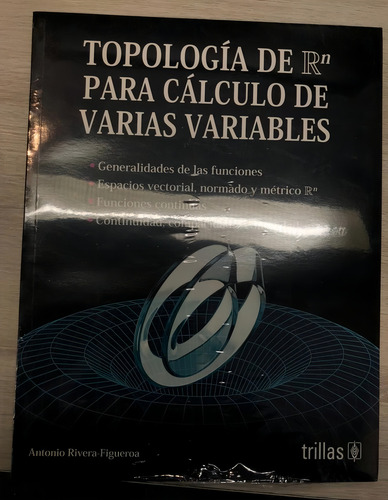 TOPOLOGÍA DE ℝⁿ
PARA CÁLCULO DE
VARIAS VARIABLES
• Generalidades de las funciones
• Espacios vectorial, normado y métrico ℝⁿ
• Funciones continuas
• Continuidad,
Antonio Rivera-Figueroa
trillas